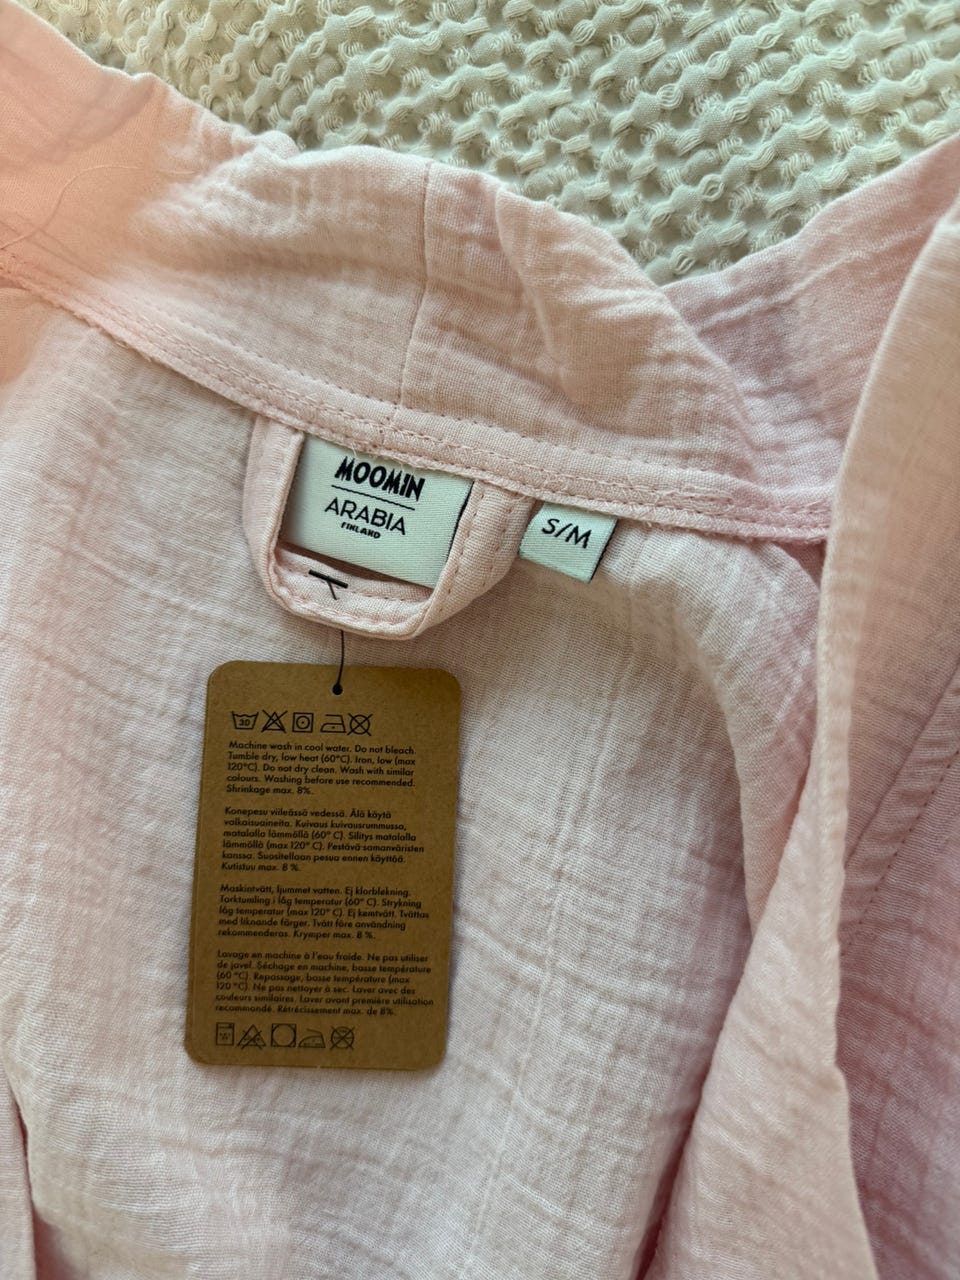 MOOMIN
ARABIA
FINLAND
S/M
30
Machine wash in cool water. Do not bleach.
Tumble dry, low heat (60°C). Iron, low (max
120°C). Do not dry clean. Wash with similar
colours. Washing before use recommended.
Shrinkage max. 8%.
Konepesu viileässä vedessä. Älä käytä
valkaisuaineita. Kuivaus kuivausrummussa,
matalalla lämmöllä (60° C). Silitys matalalla
lämmöllä (max 120° C). Pestävä samanväristen
kanssa. Suositellaan pesua ennen käyttöä.
Kutistuu max. 8 %.
Maskintvätt, ljummet vatten. Ej klorblekning.
Torktumling i låg temperatur (60° C). Strykning
låg temperatur (max 120° C). Ej kemtvätt. Tvättas
med liknande färger. Tvätt före användning
rekommenderas. Krymper max. 8 %.
Lavage en machine à l'eau froide. Ne pas utiliser
de javel. Séchage en machine, basse température
(60 °C). Repassage, basse température (max
120 °C). Ne pas nettoyer à sec. Laver avec des
couleurs similaires. Laver avant première utilisation
recommandé. Rétrécissement max. de 8%.